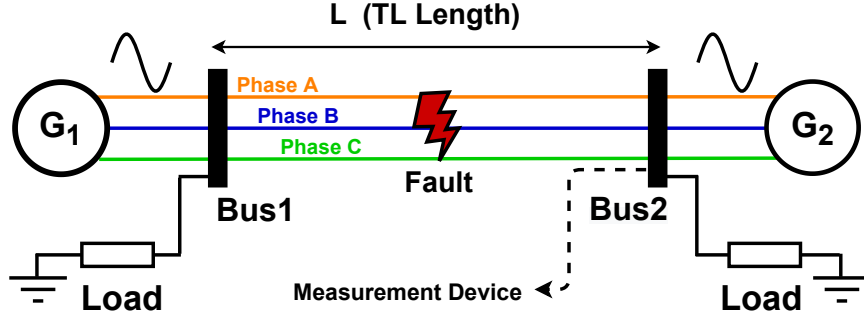 L (TL Length)
Phase A
G1
Phase B
G2
Phase C
Fault
Bus1
Bus2
Load
Measurement Device
Load